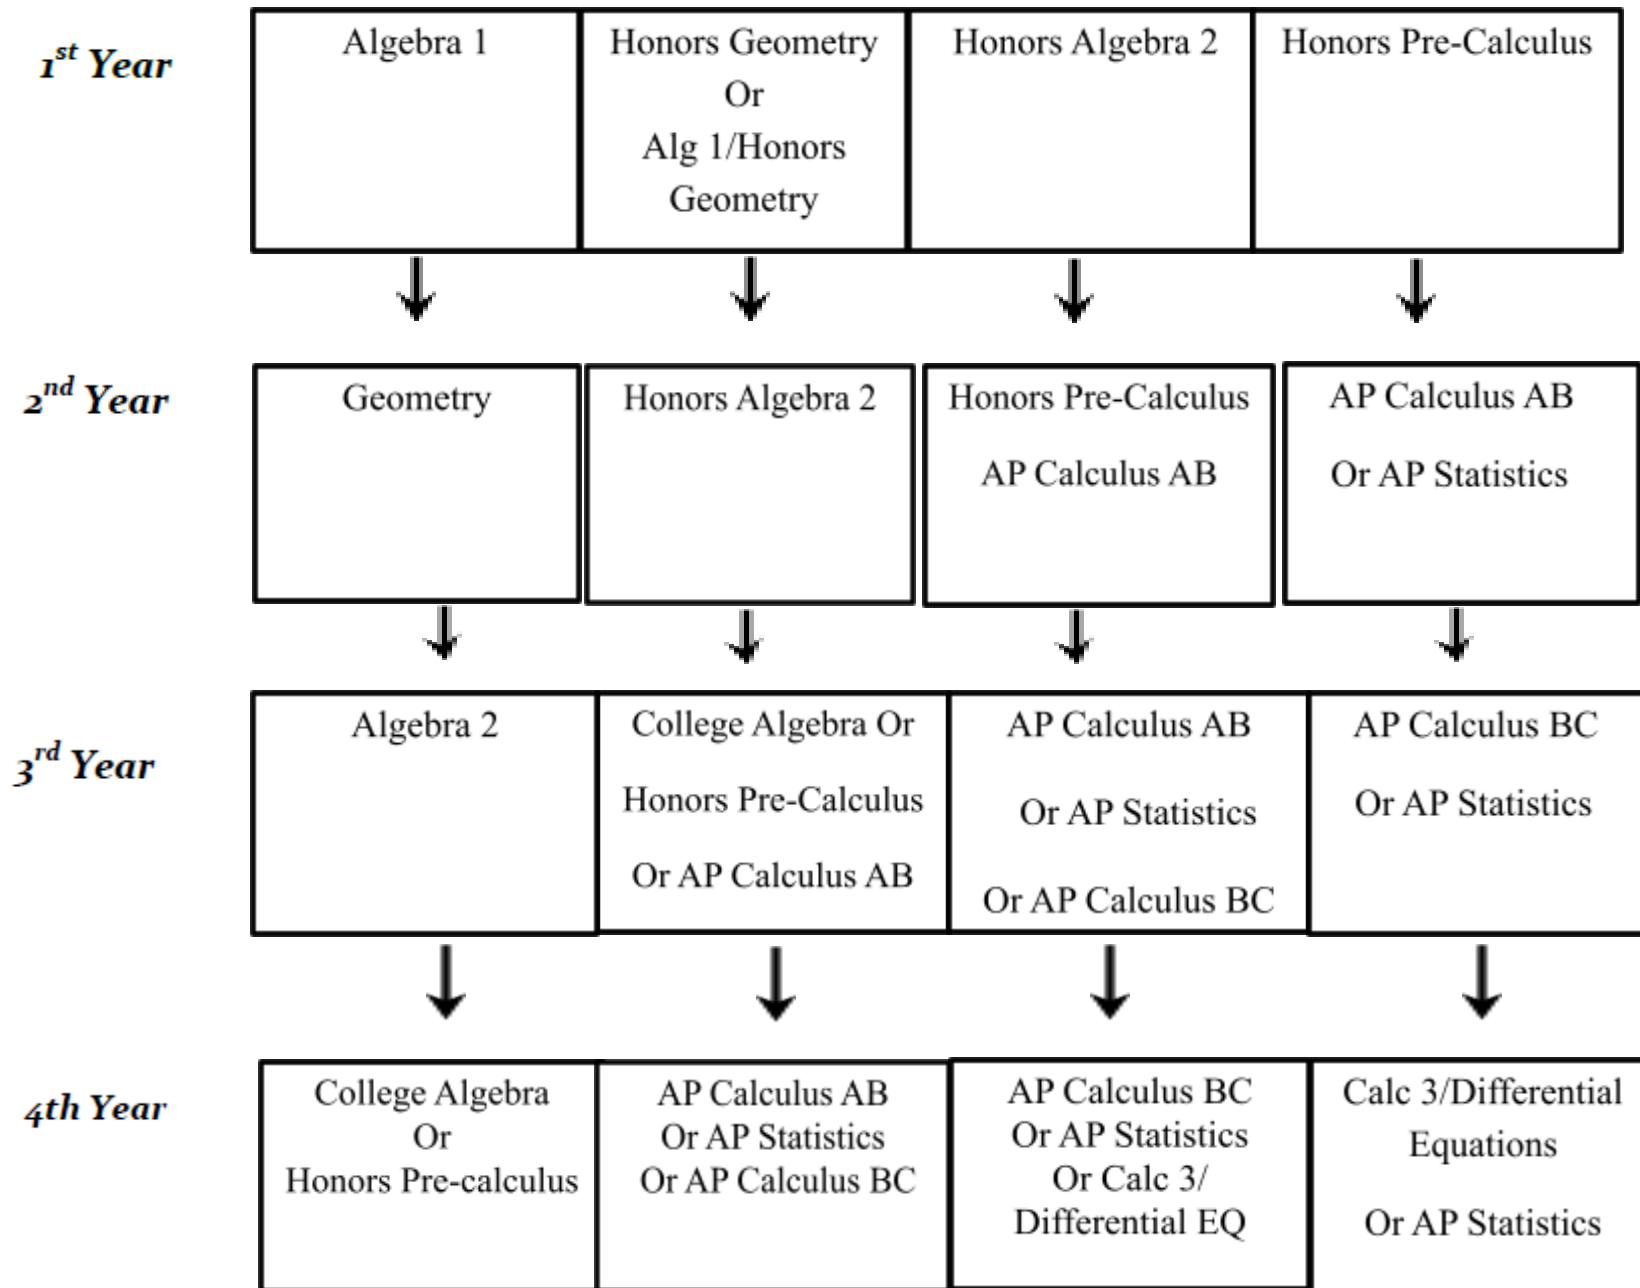 1st Year
Algebra 1
Honors Geometry
Or
Alg 1/Honors
Geometry
Honors Algebra 2
Honors Pre-Calculus
2nd Year
Geometry
Honors Algebra 2
Honors Pre-Calculus
AP Calculus AB
AP Calculus AB
Or AP Statistics
3rd Year
Algebra 2
College Algebra Or
Honors Pre-Calculus
Or AP Calculus AB
AP Calculus AB
Or AP Statistics
Or AP Calculus BC
AP Calculus BC
Or AP Statistics
4th Year
College Algebra
Or
Honors Pre-calculus
AP Calculus AB
Or AP Statistics
Or AP Calculus BC
AP Calculus BC
Or AP Statistics
Or Calc 3/
Differential EQ
Calc 3/Differential
Equations
Or AP Statistics